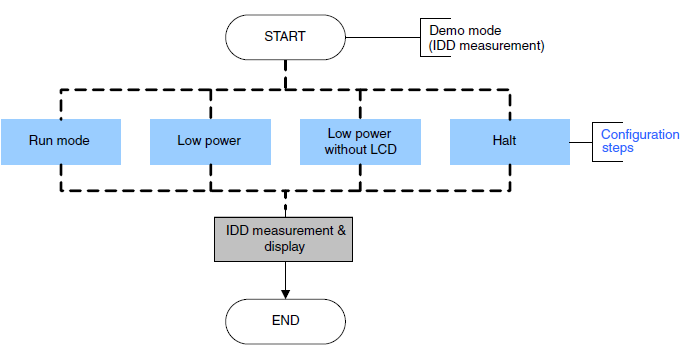 START
Demo mode
(IDD measurement)
Run mode
Low power
Low power
without LCD
Halt
Configuration
steps
IDD measurement &
display
END